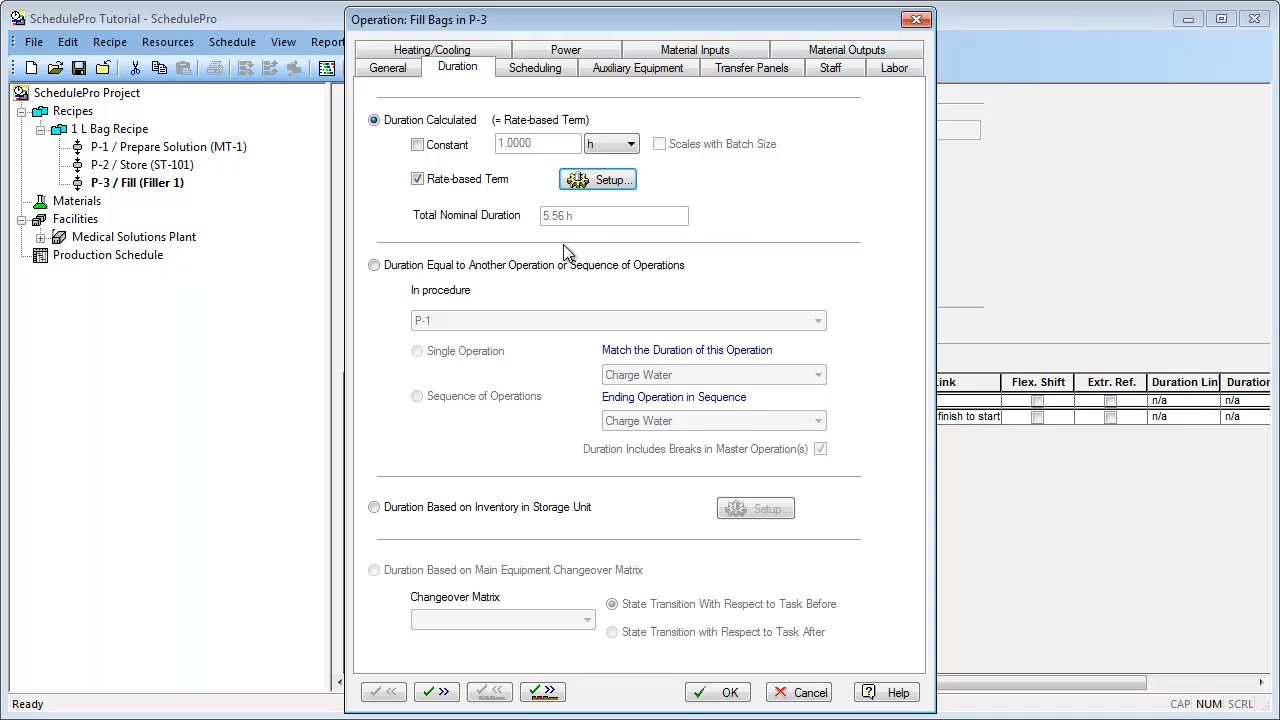 SchedulePro Tutorial - SchedulePro
File Edit Recipe Resources Schedule View Repor
SchedulePro Project
Recipes
1 L Bag Recipe
P-1 / Prepare Solution (MT-1)
P-2 / Store (ST-101)
P-3 / Fill (Filler 1)
Materials
Facilities
Medical Solutions Plant
Production Schedule
Operation: Fill Bags in P-3
Heating/Cooling Power Material Inputs Material Outputs
General Duration Scheduling Auxiliary Equipment Transfer Panels Staff Labor
Duration Calculated (= Rate-based Term)
Constant 1.0000 h Scales with Batch Size
Rate-based Term Setup...
Total Nominal Duration 5.56 h
Duration Equal to Another Operation or Sequence of Operations
In procedure
P-1
Single Operation Match the Duration of this Operation
Charge Water
Sequence of Operations Ending Operation in Sequence
Charge Water
Duration Includes Breaks in Master Operation(s)
Duration Based on Inventory in Storage Unit Setup...
Duration Based on Main Equipment Changeover Matrix
Changeover Matrix State Transition With Respect to Task Before
State Transition with Respect to Task After
OK Cancel Help
ink Flex. Shift Extr. Ref. Duration Lin Duration
n/a n/a
finish to start n/a n/a
Ready CAP NUM SCRL